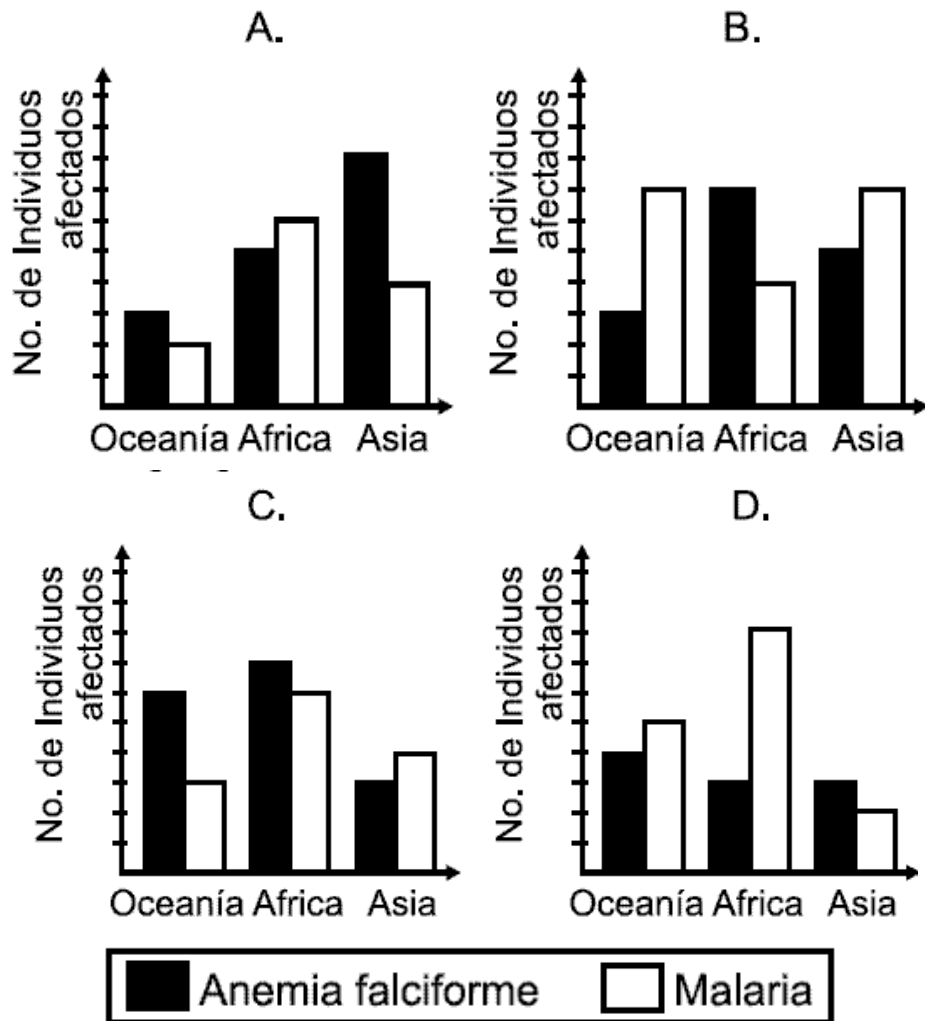 A.
No. de Individuos
afectados
Oceanía Africa Asia
B.
No. de Individuos
afectados
Oceanía Africa Asia
C.
No. de Individuos
afectados
Oceanía Africa Asia
D.
No. de Individuos
afectados
Oceanía Africa Asia
Anemia falciforme Malaria